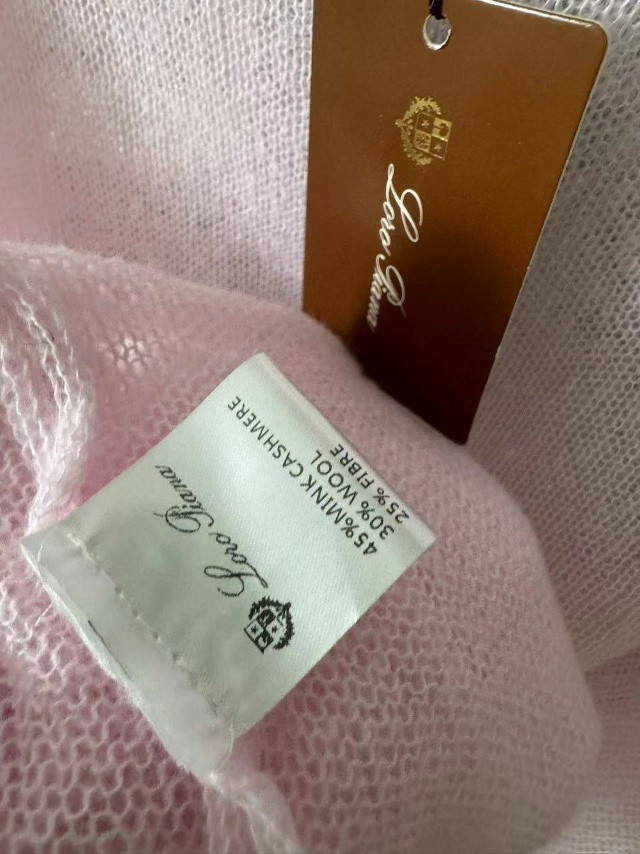 Loro Piana
Loro Piana
45%MINK CASHMERE
30% WOOL
25% FIBRE